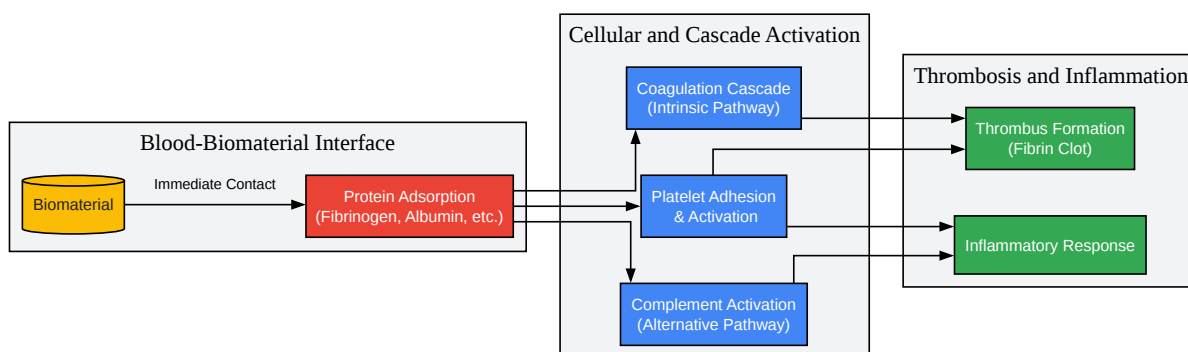 Blood-Biomaterial Interface
Biomaterial
Immediate Contact
Protein Adsorption
(Fibrinogen, Albumin, etc.)
Cellular and Cascade Activation
Coagulation Cascade
(Intrinsic Pathway)
Platelet Adhesion
& Activation
Complement Activation
(Alternative Pathway)
Thrombosis and Inflammation
Thrombus Formation
(Fibrin Clot)
Inflammatory Response